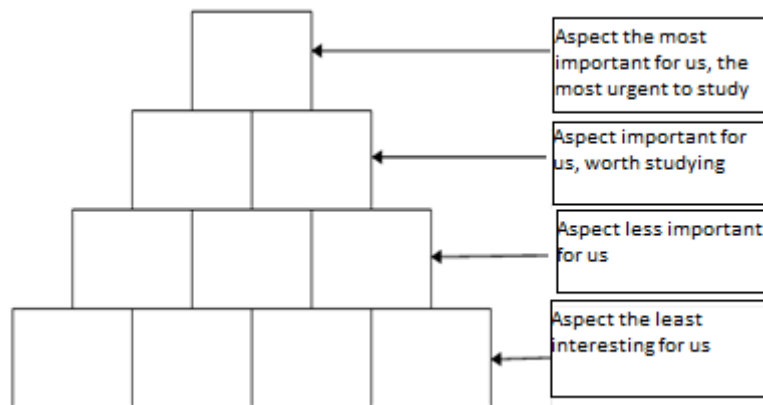 Aspect the most
important for us, the
most urgent to study
Aspect important for
us, worth studying
Aspect less important
for us
Aspect the least
interesting for us